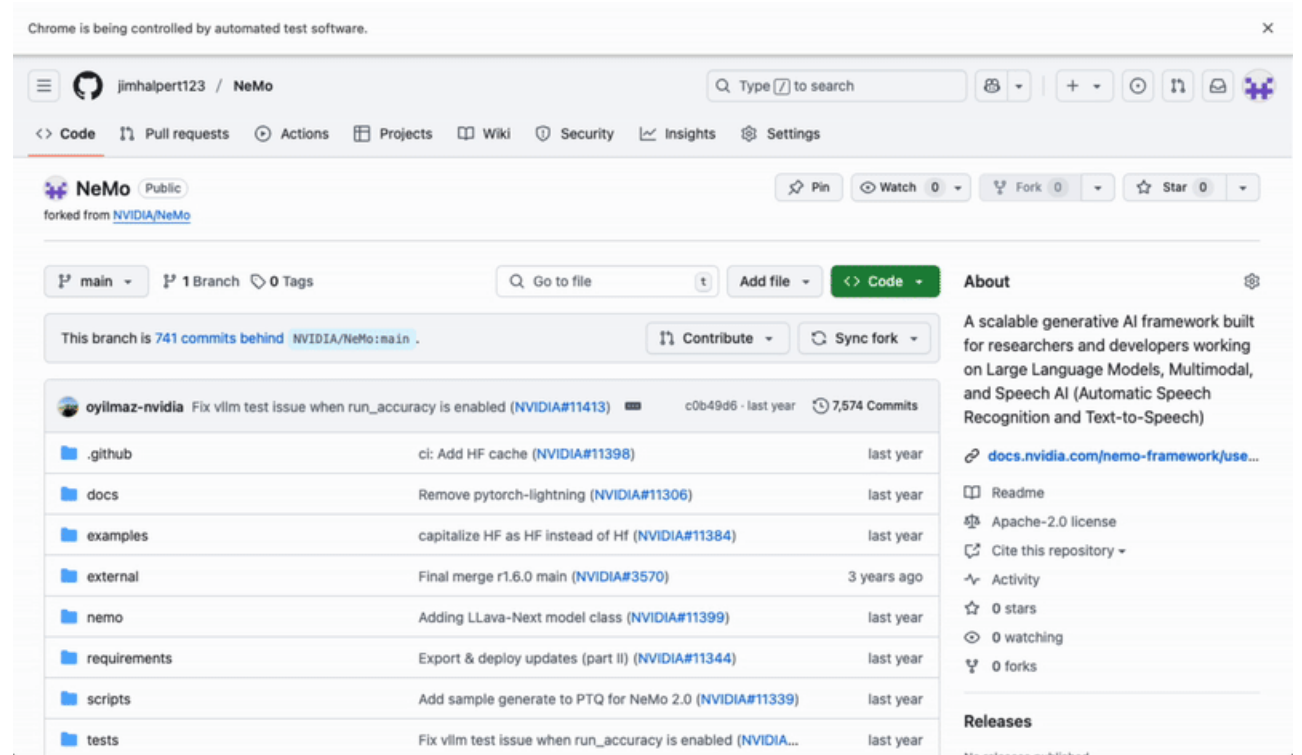 Chrome is being controlled by automated test software.
jimhalpert123 / NeMo
Type / to search
Code Pull requests Actions Projects Wiki Security Insights Settings
NeMo Public
Pin Watch 0 Fork 0 Star 0
forked from NVIDIA/NeMo
main 1 Branch 0 Tags Go to file t Add file Code
This branch is 741 commits behind NVIDIA/NeMo:main .
Contribute Sync fork
oyilmaz-nvidia Fix vllm test issue when run_accuracy is enabled (NVIDIA#11413) c0b49d6 · last year 7,574 Commits
.github ci: Add HF cache (NVIDIA#11398) last year
docs Remove pytorch-lightning (NVIDIA#11306) last year
examples capitalize HF as HF instead of Hf (NVIDIA#11384) last year
external Final merge r1.6.0 main (NVIDIA#3570) 3 years ago
nemo Adding LLava-Next model class (NVIDIA#11399) last year
requirements Export & deploy updates (part II) (NVIDIA#11344) last year
scripts Add sample generate to PTQ for NeMo 2.0 (NVIDIA#11339) last year
tests Fix vllm test issue when run_accuracy is enabled (NVIDIA... last year
About
A scalable generative AI framework built
for researchers and developers working
on Large Language Models, Multimodal,
and Speech AI (Automatic Speech
Recognition and Text-to-Speech)
docs.nvidia.com/nemo-framework/use...
Readme
Apache-2.0 license
Cite this repository
Activity
0 stars
0 watching
0 forks
Releases